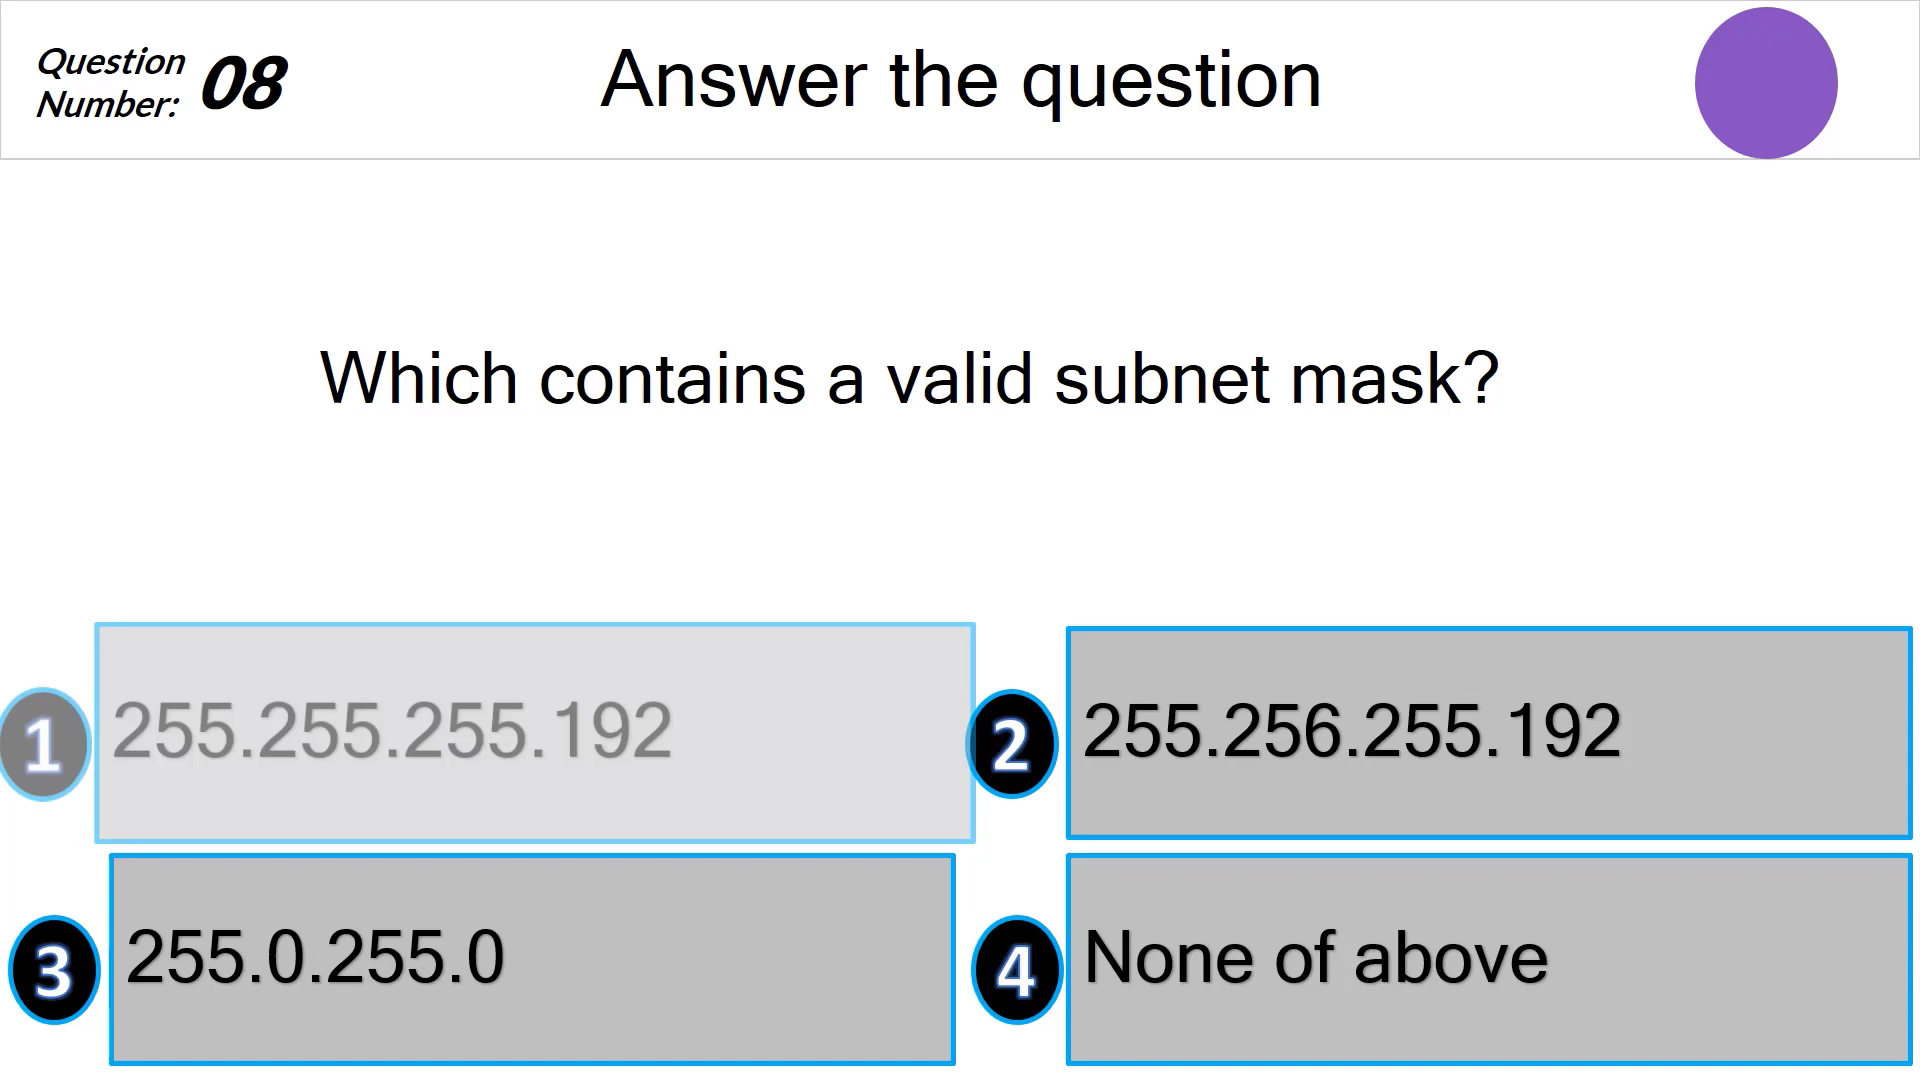 Question
Number: 08
Answer the question
Which contains a valid subnet mask?
1 255.255.255.192
2 255.256.255.192
3 255.0.255.0
4 None of above